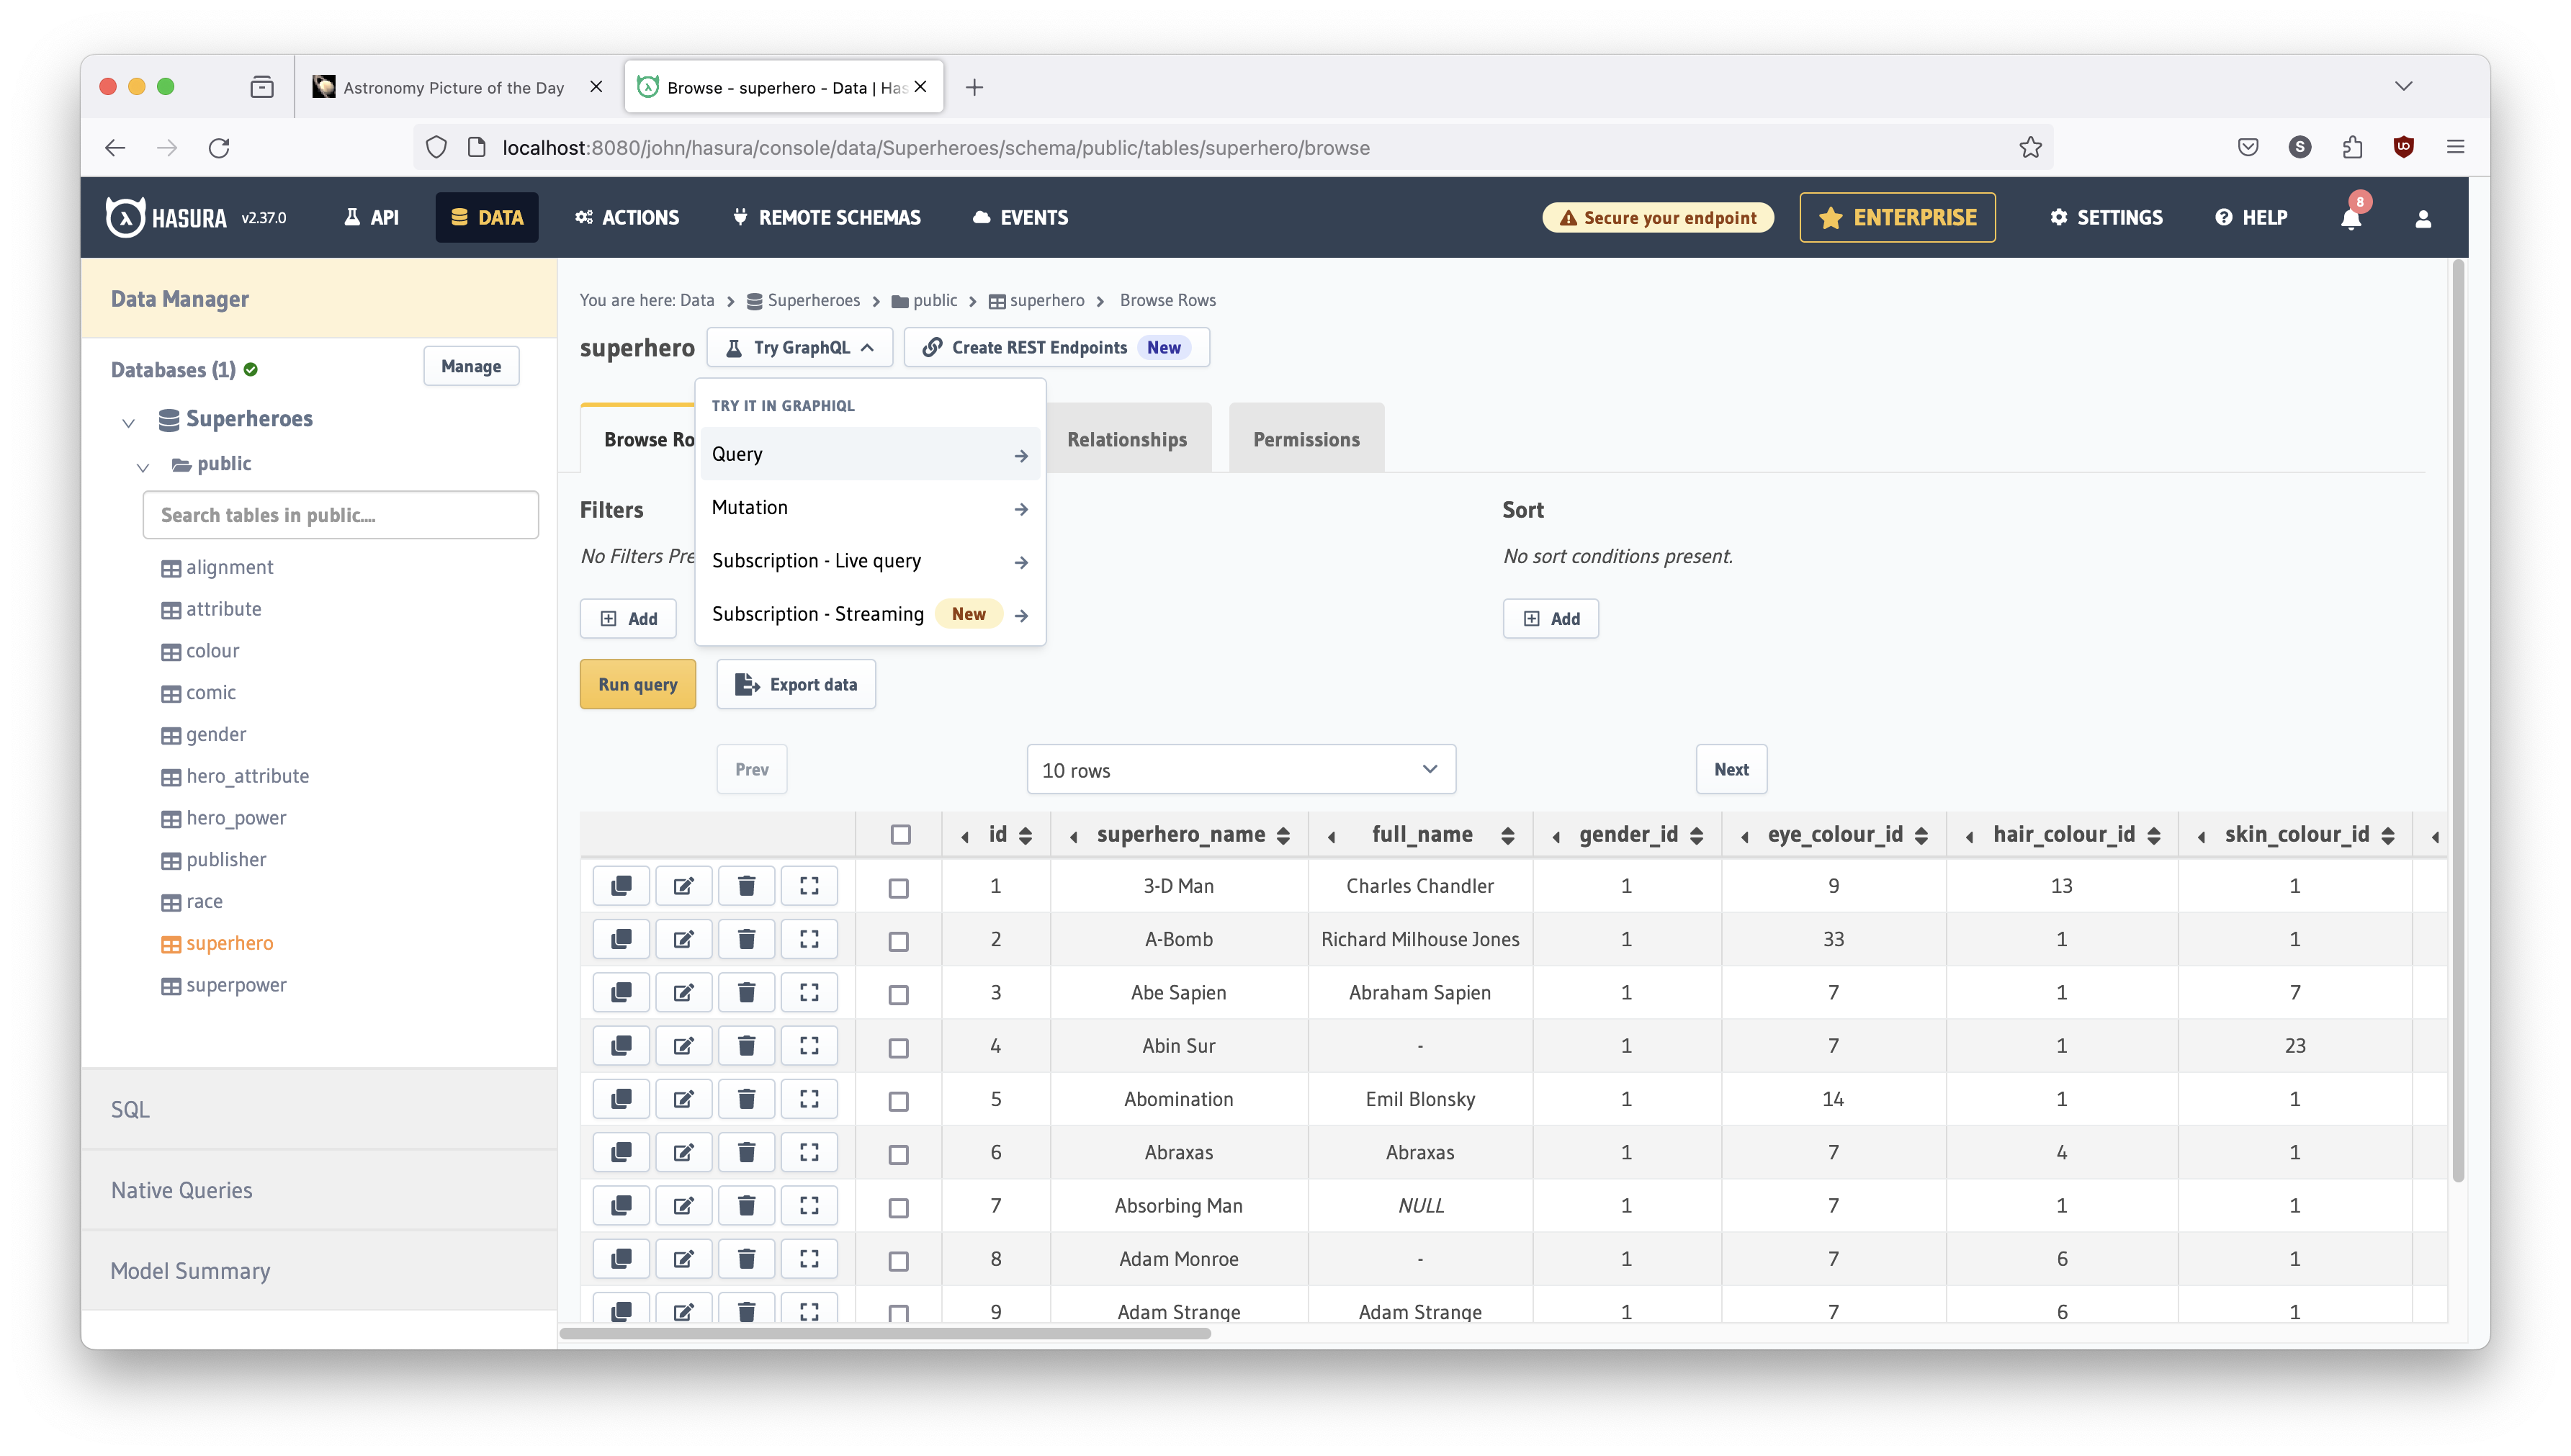 Astronomy Picture of the Day
Browse - superhero - Data | Has
localhost:8080/john/hasura/console/data/Superheroes/schema/public/tables/superhero/browse
S
HASURA v2.37.0 API DATA ACTIONS REMOTE SCHEMAS EVENTS Secure your endpoint ENTERPRISE SETTINGS HELP 8
Data Manager
Databases (1) Manage
Superheroes
public
Search tables in public....
alignment
attribute
colour
comic
gender
hero_attribute
hero_power
publisher
race
superhero
superpower
SQL
Native Queries
Model Summary
You are here: Data > Superheroes > public > superhero > Browse Rows
superhero Try GraphQL Create REST Endpoints New
TRY IT IN GRAPHIQL
Query
Mutation
Subscription - Live query
Subscription - Streaming New
Browse Ro Relationships Permissions
Filters
No Filters Pre
Add
Sort
No sort conditions present.
Add
Run query Export data
Prev 10 rows Next
id superhero_name full_name gender_id eye_colour_id hair_colour_id skin_colour_id
1 3-D Man Charles Chandler 1 9 13 1
2 A-Bomb Richard Milhouse Jones 1 33 1 1
3 Abe Sapien Abraham Sapien 1 7 1 7
4 Abin Sur - 1 7 1 23
5 Abomination Emil Blonsky 1 14 1 1
6 Abraxas Abraxas 1 7 4 1
7 Absorbing Man NULL 1 7 1 1
8 Adam Monroe - 1 7 6 1
9 Adam Strange Adam Strange 1 7 6 1